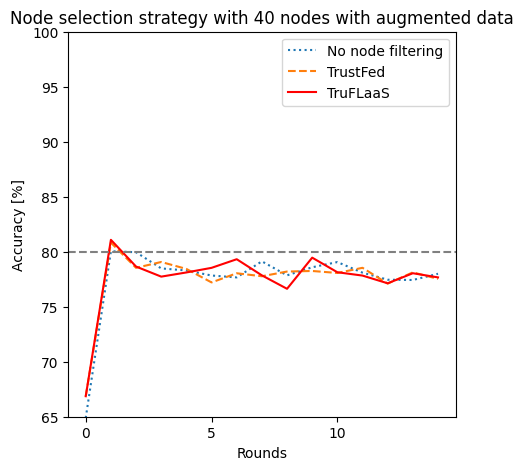 Node selection strategy with 40 nodes with augmented data
100
95
90
85
80
75
70
65
Accuracy [%]
No node filtering
TrustFed
TruFLaaS
0
5
10
Rounds